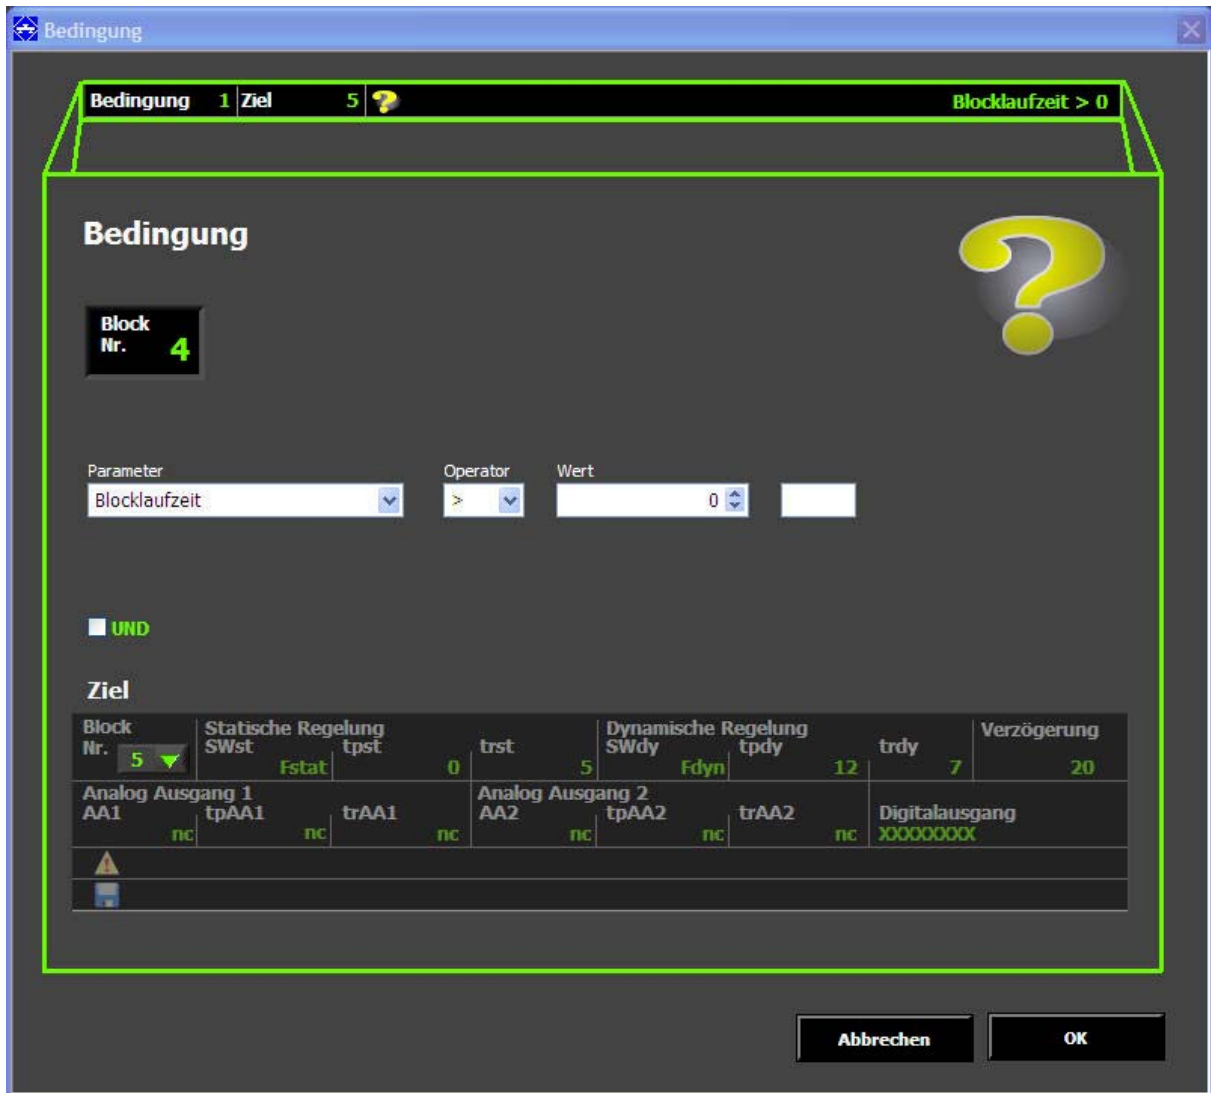 Bedingung
Bedingung 1 Ziel 5 Blocklaufzeit > 0
Bedingung
Block
Nr. 4
Parameter Operator Wert
Blocklaufzeit > 0
UND
Ziel
Block Statische Regelung Dynamische Regelung Verzögerung
Nr. 5 SWst tpst trst SWdy tpdy trdy
Fstat 0 5 Fdyn 12 7 20
Analog Ausgang 1 Analog Ausgang 2
AA1 tpAA1 trAA1 AA2 tpAA2 trAA2 Digitalausgang
nc nc nc nc nc nc XXXXXXXX
Abbrechen OK